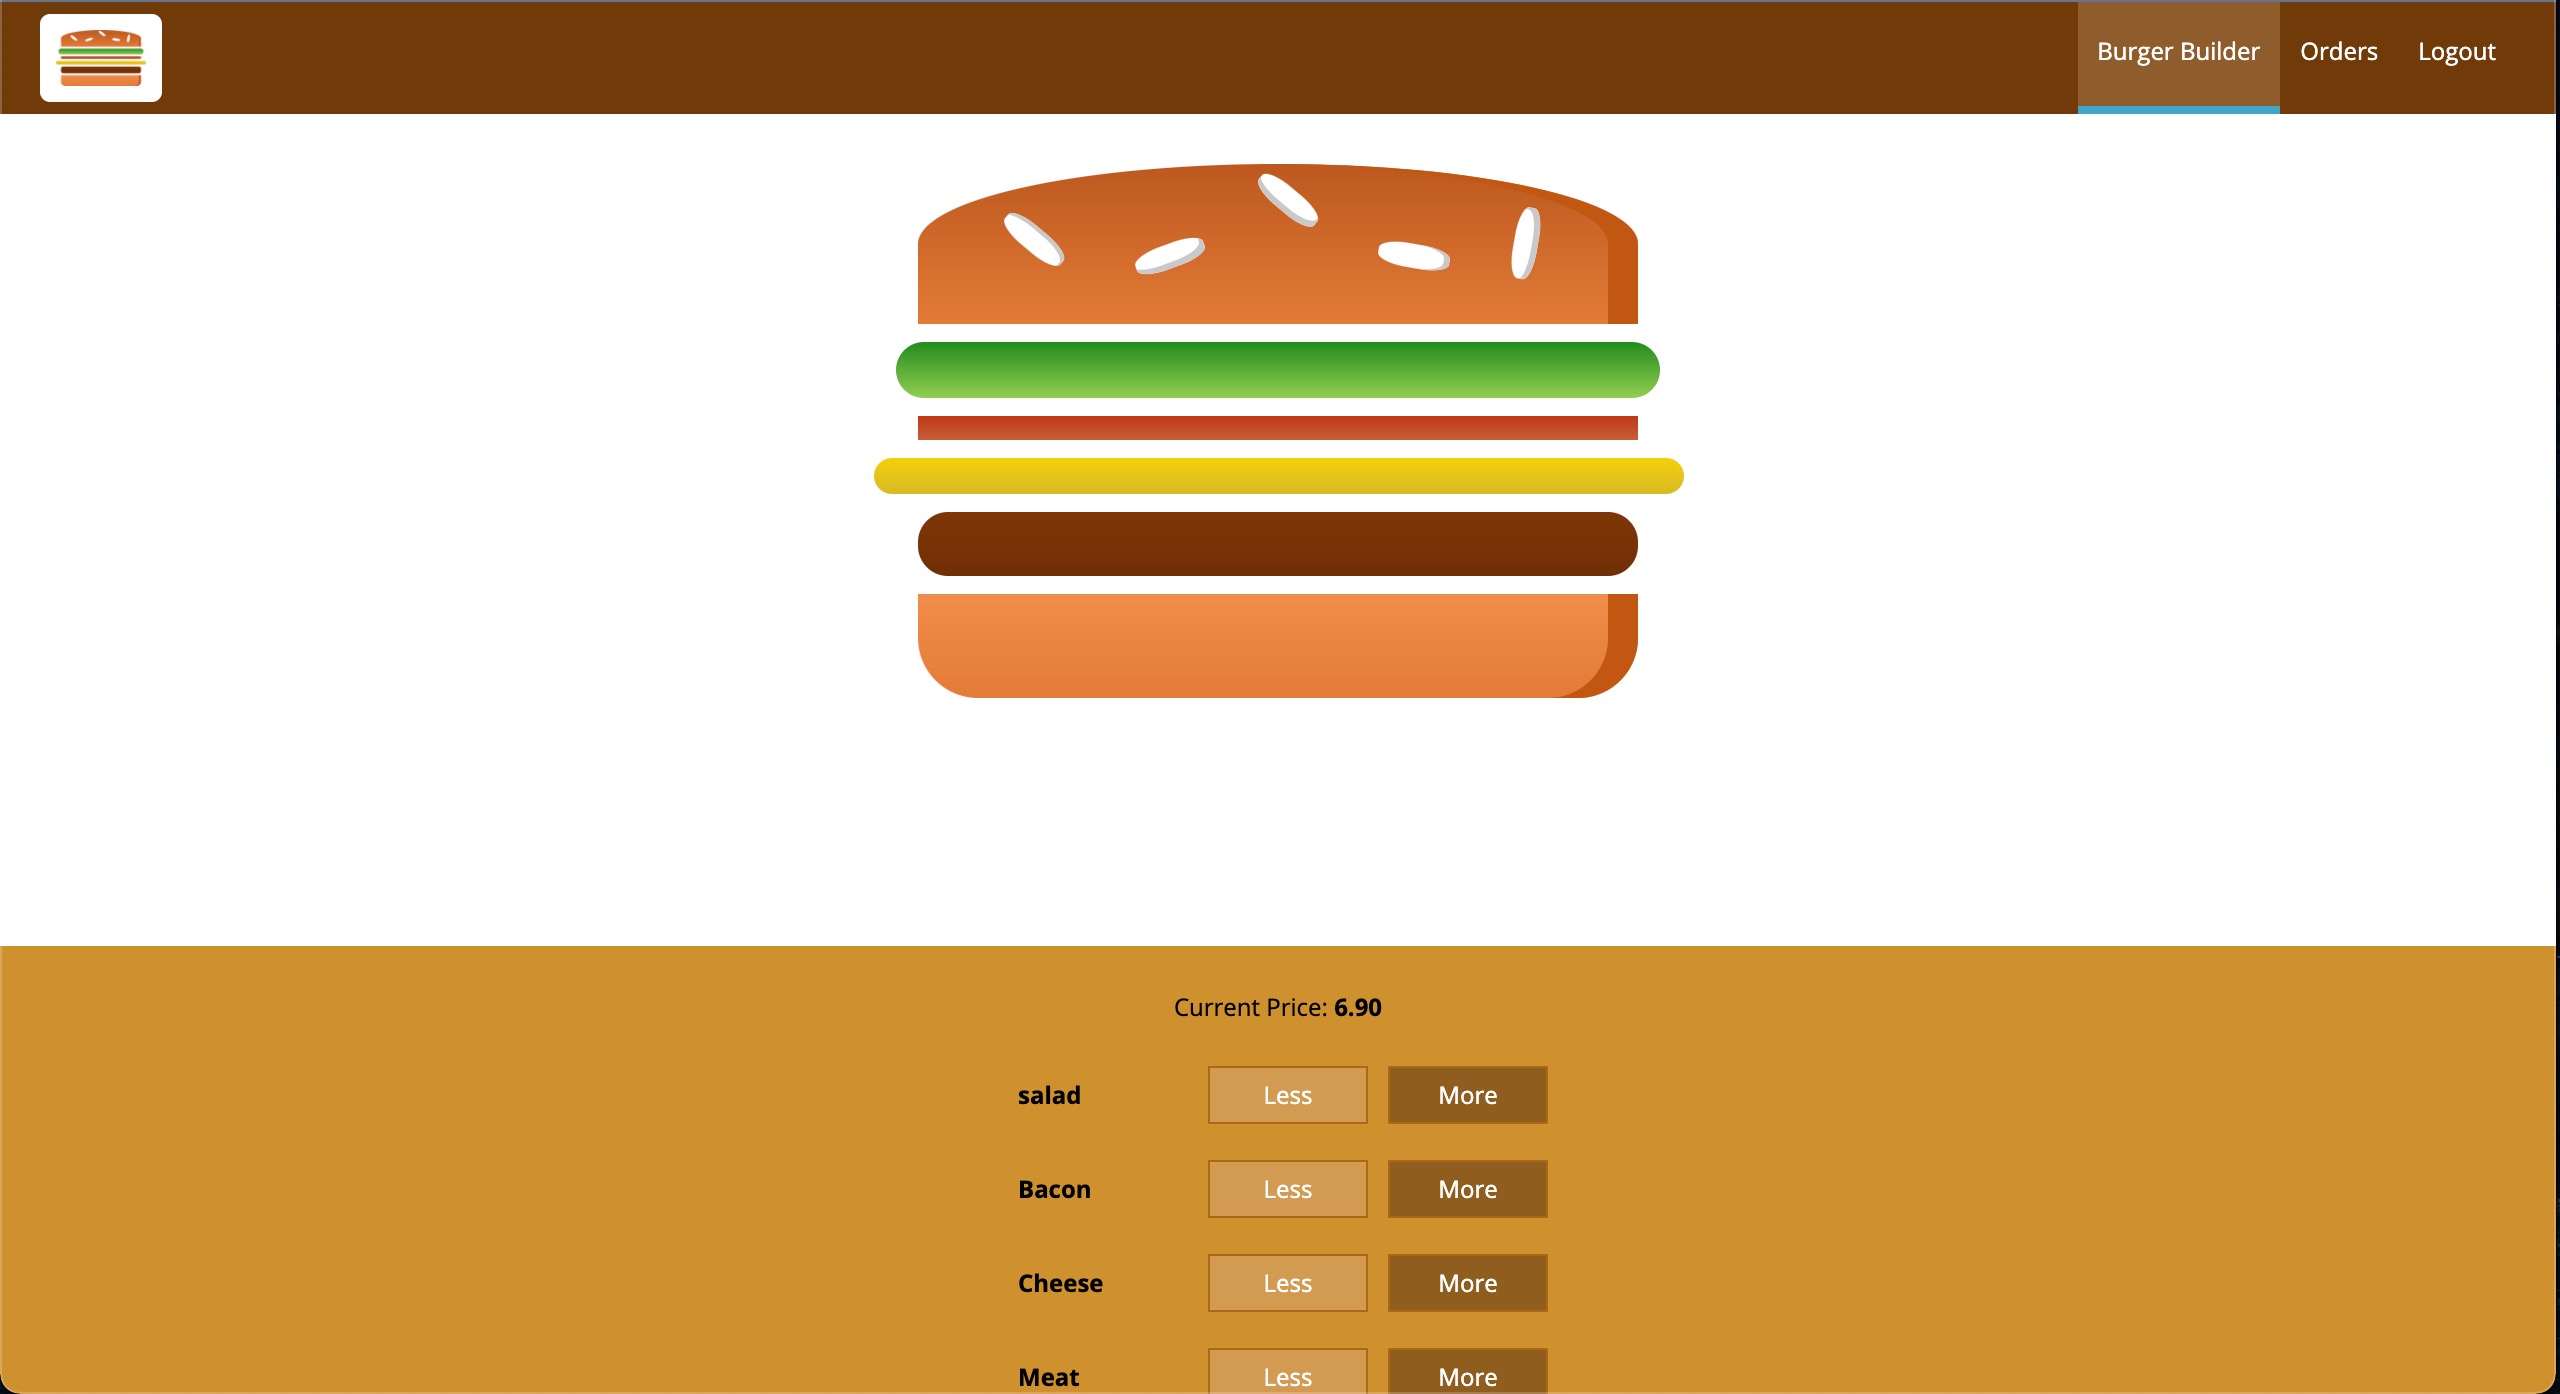 Burger Builder Orders Logout
Current Price: 6.90
salad Less More
Bacon Less More
Cheese Less More
Meat Less More